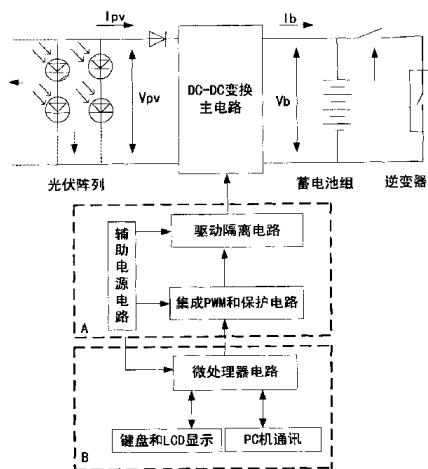 Ipv
Ib
Vpv
DC-DC变换
主电路
Vb
光伏阵列
蓄电池组
逆变器
辅助电源电路
驱动隔离电路
集成PWM和保护电路
A
微处理器电路
键盘和LCD显示
PC机通讯
B